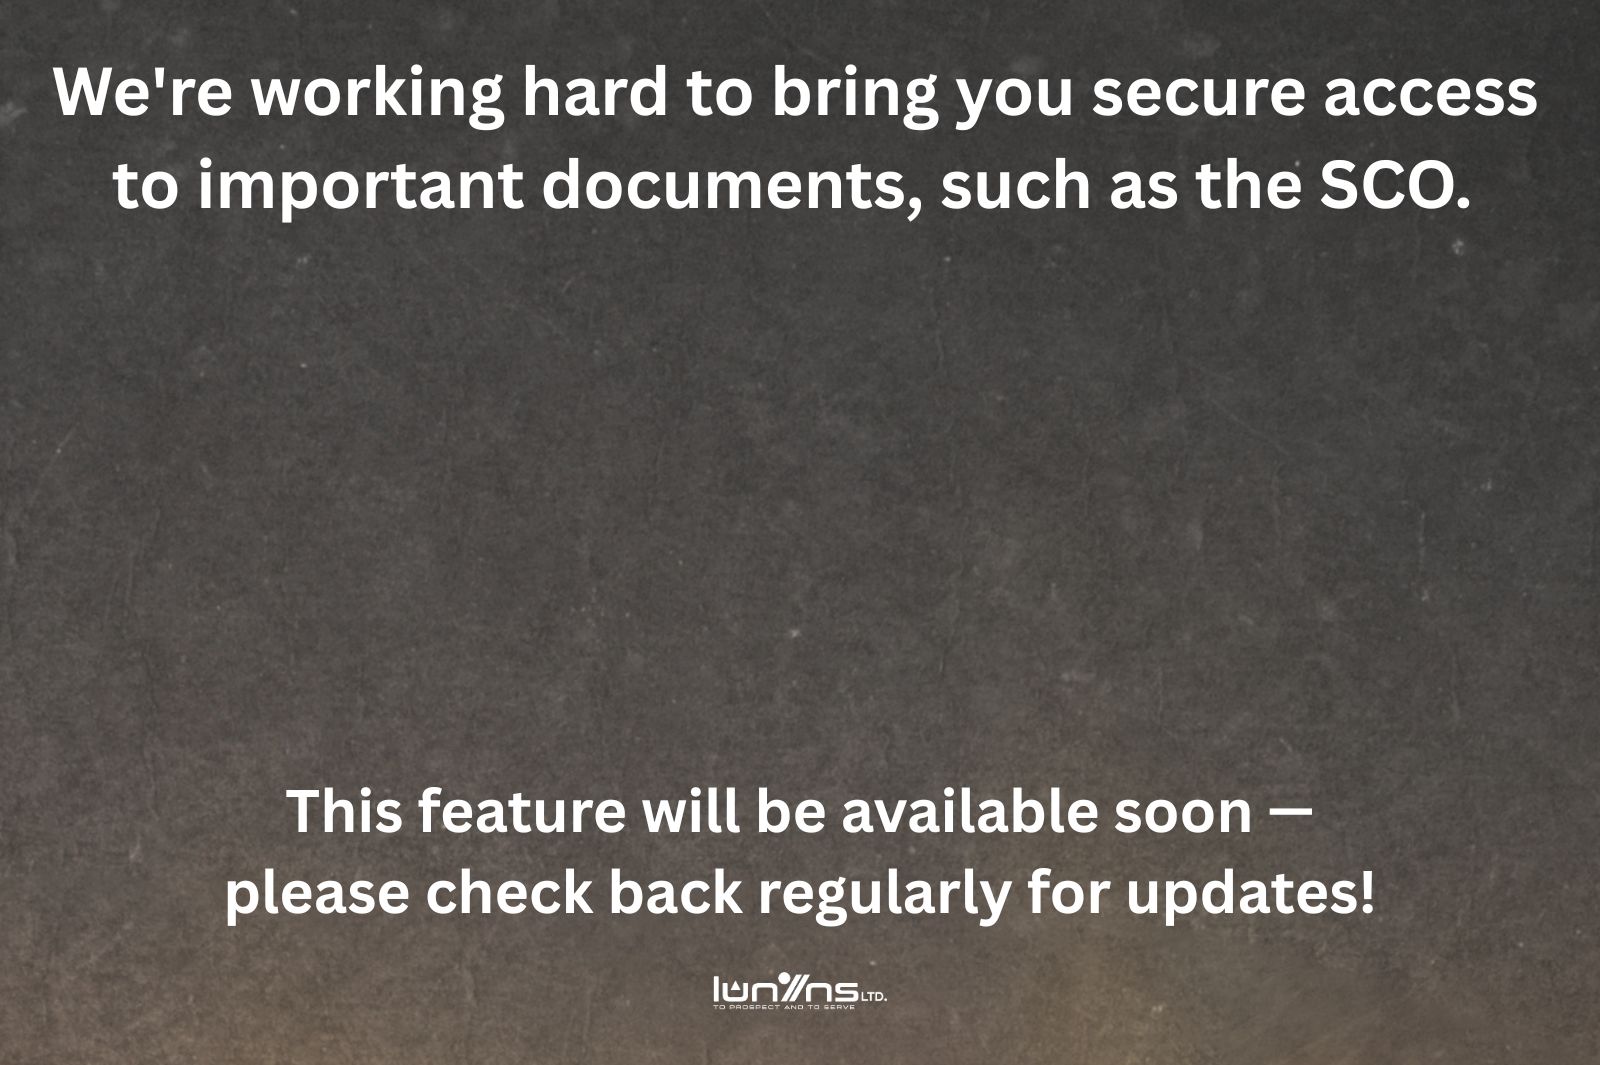 We're working hard to bring you secure access
to important documents, such as the SCO.
This feature will be available soon —
please check back regularly for updates!
LTD.
TO PROSPECT AND TO SERVE